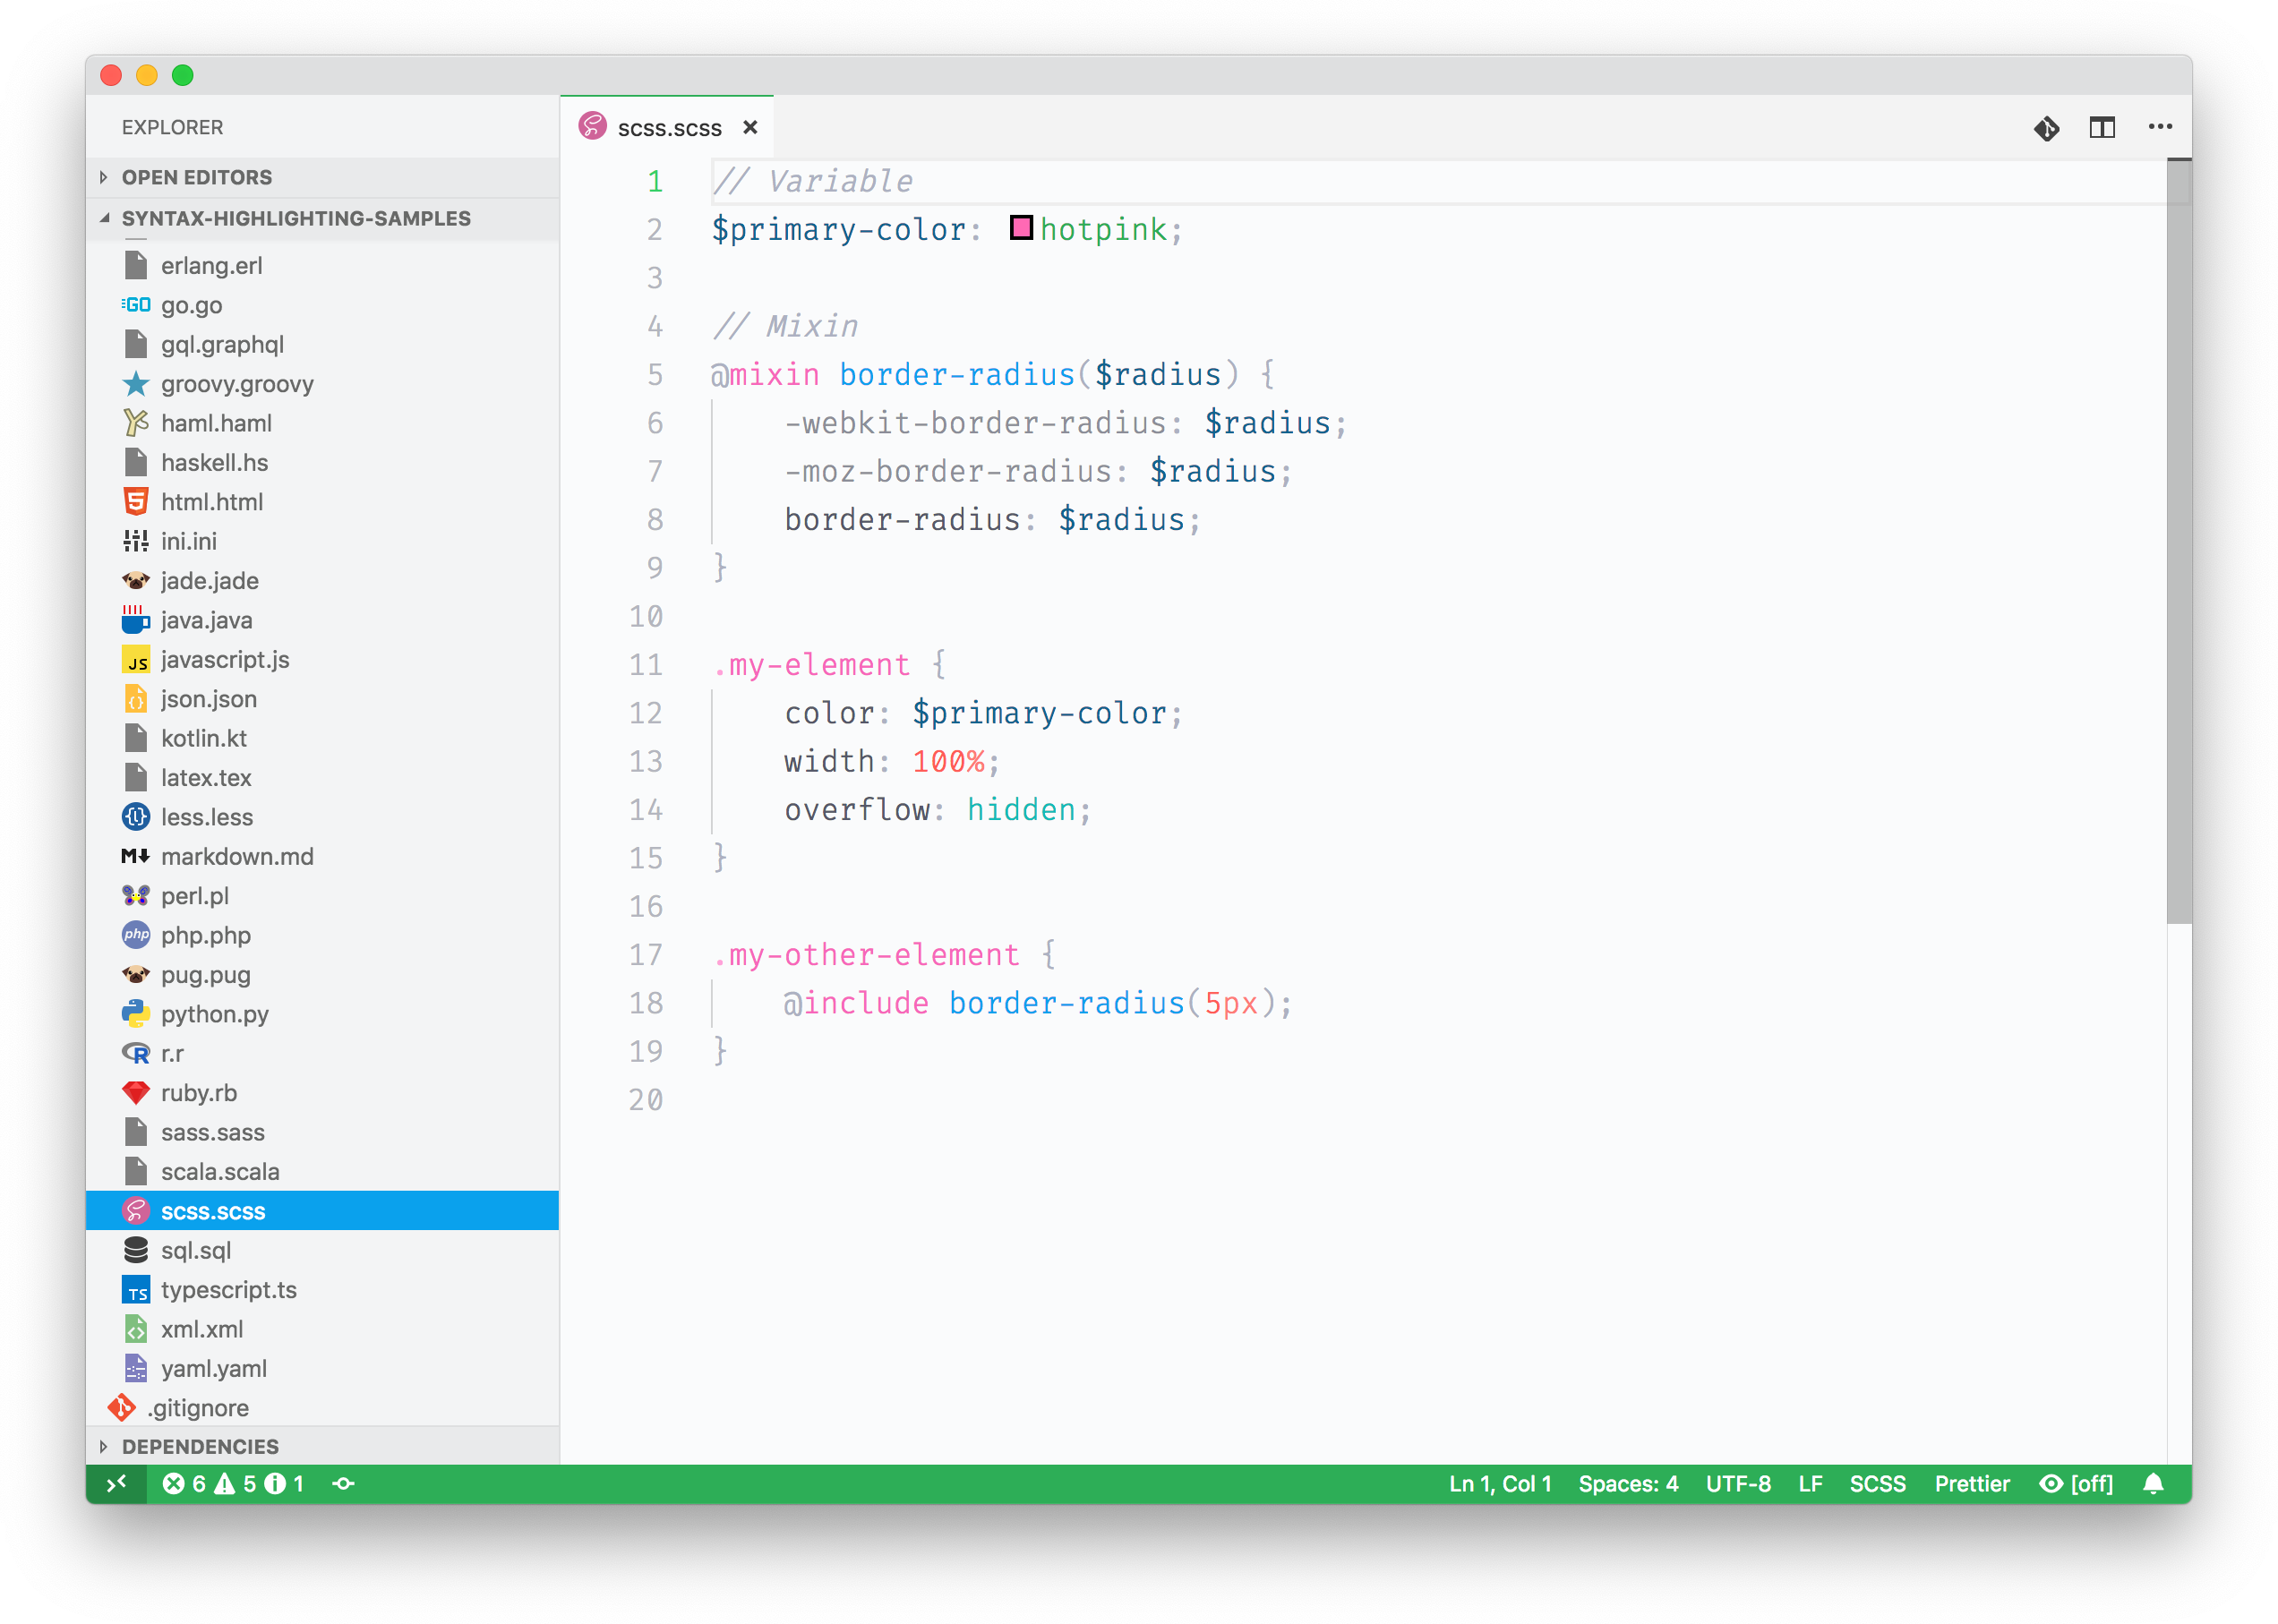 EXPLORER
OPEN EDITORS
SYNTAX-HIGHLIGHTING-SAMPLES
erlang.erl
GO go.go
gql.graphql
groovy.groovy
haml.haml
haskell.hs
5 html.html
ini.ini
jade.jade
java.java
JS javascript.js
{} json.json
kotlin.kt
latex.tex
{l} less.less
M markdown.md
perl.pl
php php.php
pug.pug
python.py
R r.r
ruby.rb
sass.sass
scala.scala
scss.scss
sql.sql
TS typescript.ts
<> xml.xml
yaml.yaml
.gitignore
DEPENDENCIES
scss.scss
1 // Variable
2 $primary-color: hotpink;
3
4 // Mixin
5 @mixin border-radius($radius) {
6 -webkit-border-radius: $radius;
7 -moz-border-radius: $radius;
8 border-radius: $radius;
9 }
10
11 .my-element {
12 color: $primary-color;
13 width: 100%;
14 overflow: hidden;
15 }
16
17 .my-other-element {
18 @include border-radius(5px);
19 }
20
6 5 1 Ln 1, Col 1 Spaces: 4 UTF-8 LF SCSS Prettier [off]